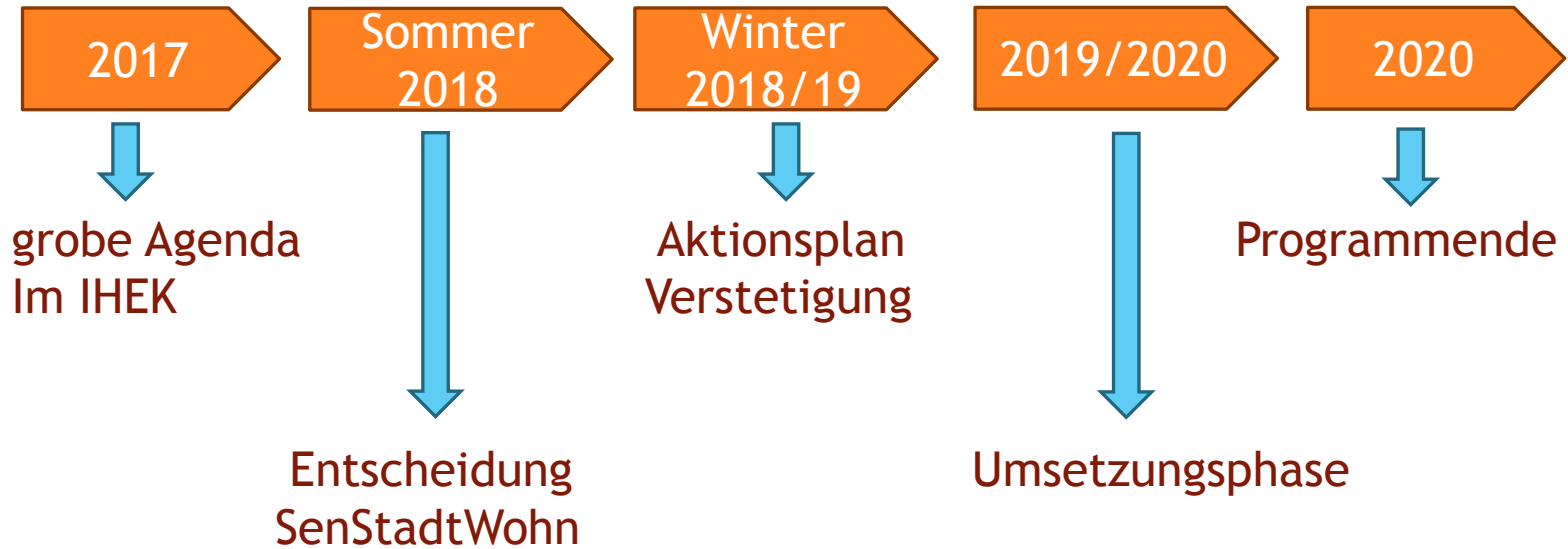 2017
Sommer
2018
Winter
2018/19
2019/2020
2020
grobe Agenda
Im IHEK
Aktionsplan
Verstetigung
Programmende
Entscheidung
SenStadtWohn
Umsetzungsphase